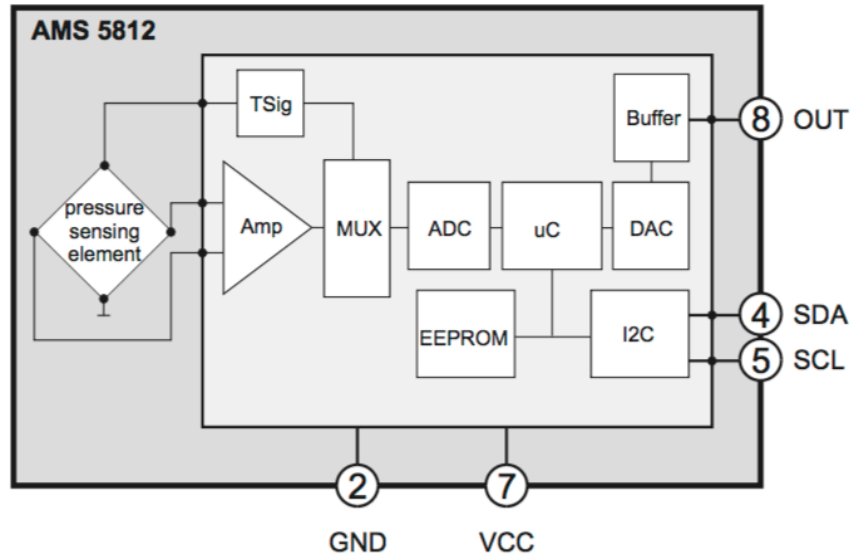 AMS 5812
TSig
Buffer
8 OUT
pressure
sensing
element
Amp
MUX
ADC
uC
DAC
EEPROM
I2C
4 SDA
5 SCL
2
7
GND
VCC